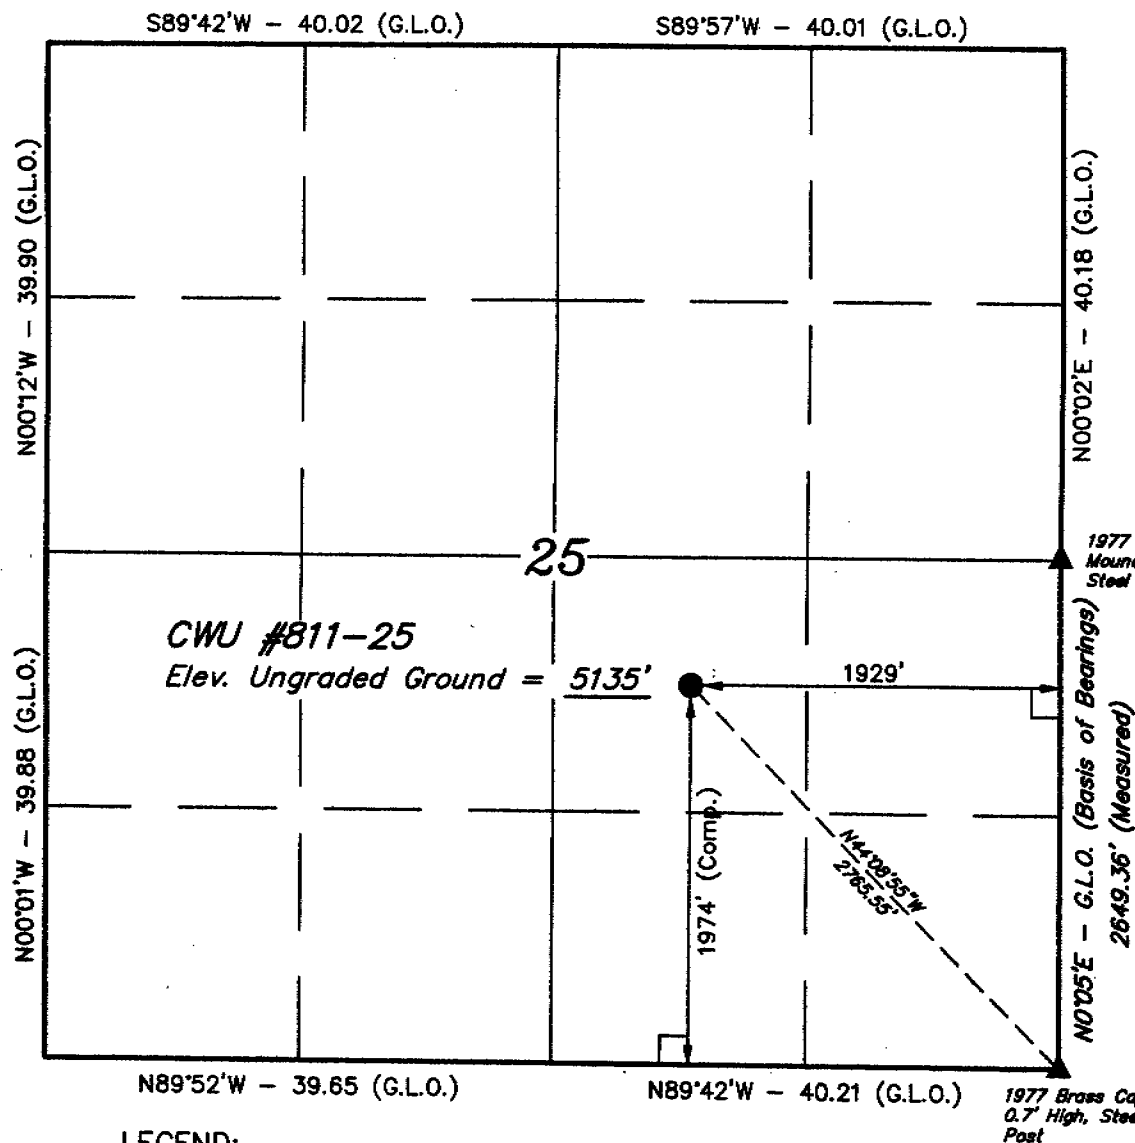 S89°42'W - 40.02 (G.L.O.)
S89°57'W - 40.01 (G.L.O.)
N00°12'W - 39.90 (G.L.O.)
N00°02'E - 40.18 (G.L.O.)
25
1977
Steel
CWU #811-25
Elev. Ungraded Ground = 5135'
1929'
N00°01'W - 39.88 (G.L.O.)
1974' (Comp.)
N44°08'55"W
2765.55'
N0°05'E - G.L.O. (Basis of Bearings)
2649.36' (Measured)
N89°52'W - 39.65 (G.L.O.)
N89°42'W - 40.21 (G.L.O.)
1977 Brass
0.7' High,
Post
LEGEND: